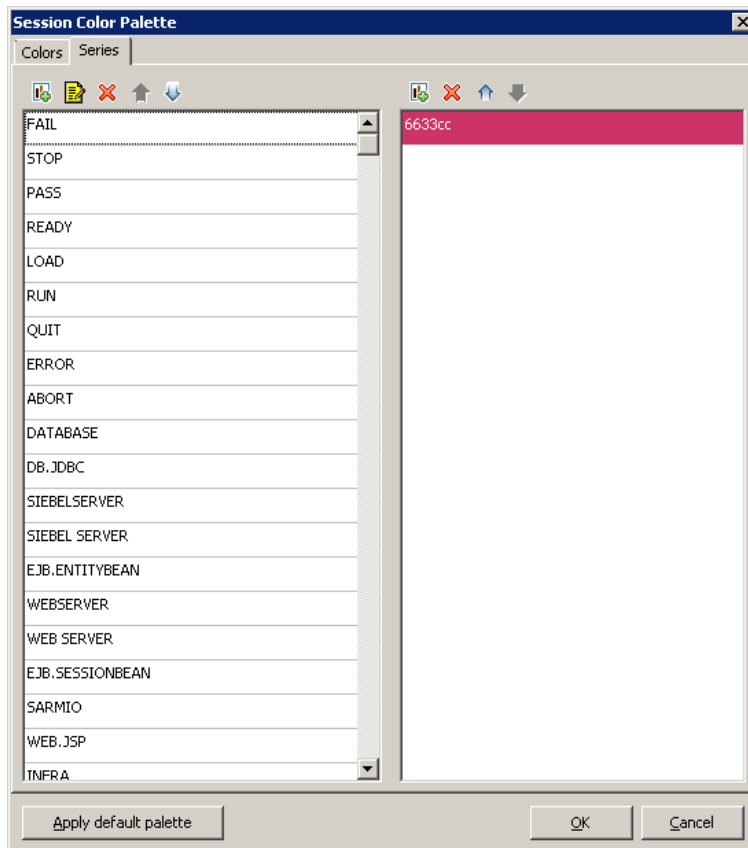 Session Color Palette
Colors Series
FAIL
STOP
PASS
READY
LOAD
RUN
QUIT
ERROR
ABORT
DATABASE
DB.JDBC
SIEBELSERVER
SIEBEL SERVER
EJB.ENTITYBEAN
WEBSERVER
WEB SERVER
EJB.SESSIONBEAN
SARMIO
WEB.JSP
INFRA
6633cc
Apply default palette OK Cancel